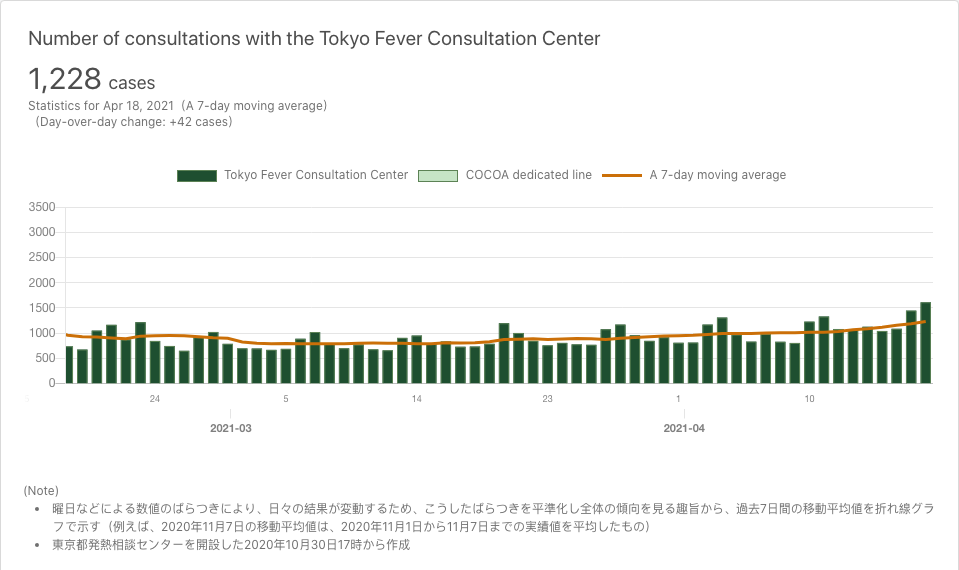 Number of consultations with the Tokyo Fever Consultation Center
1,228 cases
Statistics for Apr 18, 2021（A 7-day moving average）
（Day-over-day change: +42 cases）
Tokyo Fever Consultation Center COCOA dedicated line A 7-day moving average
3500
3000
2500
2000
1500
1000
500
0
24 5 14 23 1 10
2021-03 2021-04
(Note)
• 曜日などによる数値のばらつきにより、日々の結果が変動するため、こうしたばらつきを平準化し全体の傾向を見る趣旨から、過去7日間の移動平均値を折れ線グラ
フで示す（例えば、2020年11月7日の移動平均値は、2020年11月1日から11月7日までの実績値を平均したもの）
• 東京都発熱相談センターを開設した2020年10月30日17時から作成